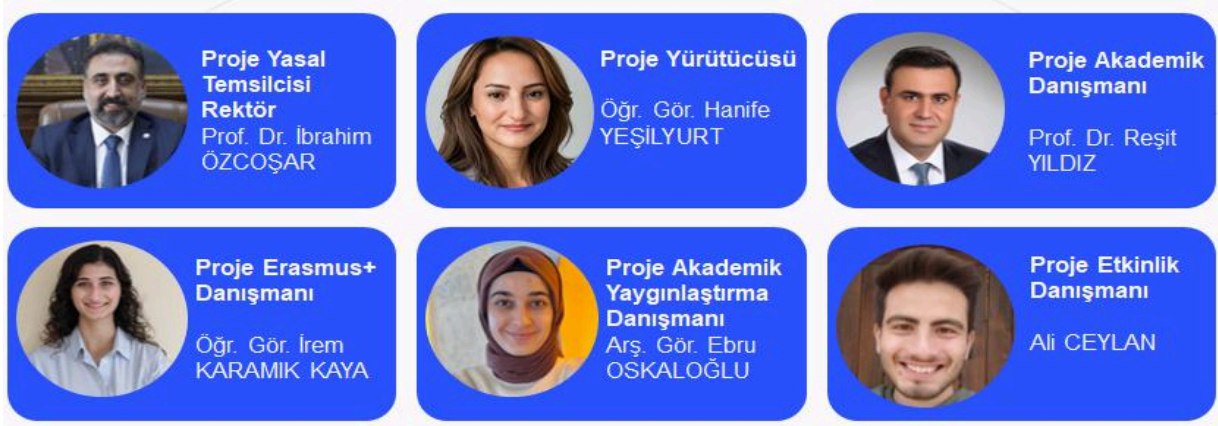 Proje Yasal
Temsilcisi
Rektör
Prof. Dr. İbrahim
ÖZCOŞAR
Proje Yürütücüsü
Öğr. Gör. Hanife
YEŞİLYURT
Proje Akademik
Danışmanı
Prof. Dr. Reşit
YILDIZ
Proje Erasmus+
Danışmanı
Öğr. Gör. İrem
KARAMIK KAYA
Proje Akademik
Yaygınlaştırma
Danışmanı
Arş. Gör. Ebru
OSKALOĞLU
Proje Etkinlik
Danışmanı
Ali CEYLAN